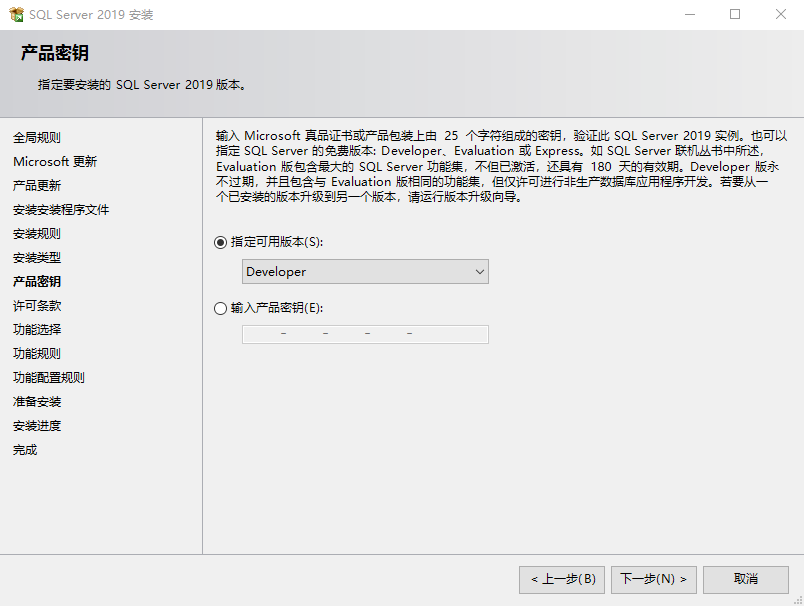 SQL Server 2019 安装
产品密钥
指定要安装的 SQL Server 2019 版本。
全局规则
Microsoft 更新
产品更新
安装安装程序文件
安装规则
安装类型
产品密钥
许可条款
功能选择
功能规则
功能配置规则
准备安装
安装进度
完成
输入 Microsoft 真品证书或产品包装上由 25 个字符组成的密钥，验证此 SQL Server 2019 实例。也可以
指定 SQL Server 的免费版本: Developer、Evaluation 或 Express。如 SQL Server 联机丛书中所述，
Evaluation 版包含最大的 SQL Server 功能集，不但已激活，还具有 180 天的有效期。Developer 版永
不过期，并且包含与 Evaluation 版相同的功能集，但仅许可进行非生产数据库应用程序开发。若要从一
个已安装的版本升级到另一个版本，请运行版本升级向导。
指定可用版本(S):
Developer
输入产品密钥(E):
- - - -
< 上一步(B)
下一步(N) >
取消